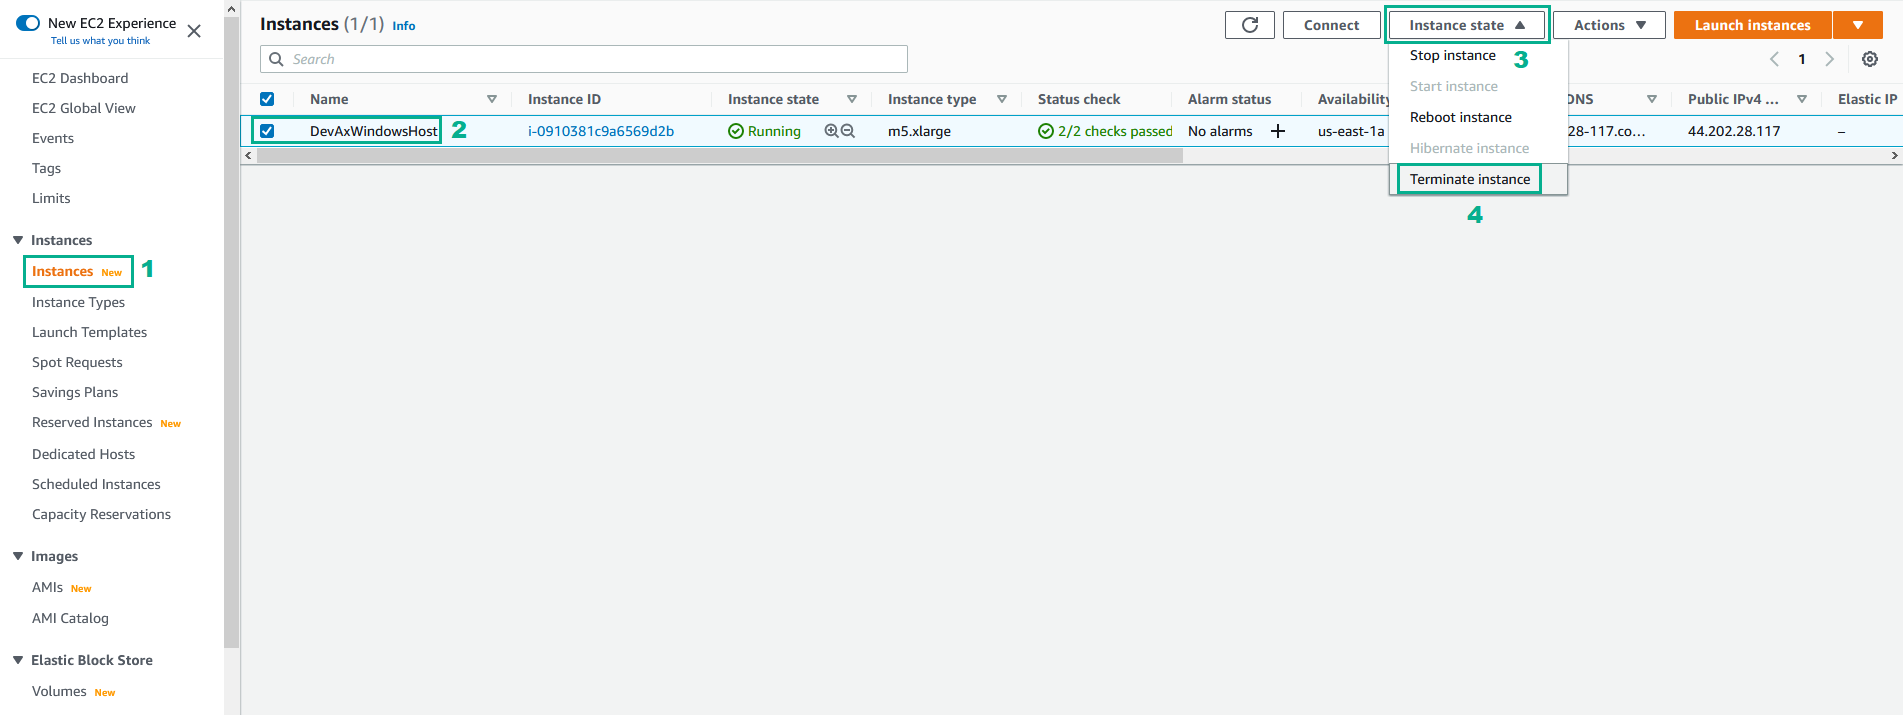 New EC2 Experience
Tell us what you think
EC2 Dashboard
EC2 Global View
Events
Tags
Limits
Instances
Instances New
1
Instance Types
Launch Templates
Spot Requests
Savings Plans
Reserved Instances New
Dedicated Hosts
Scheduled Instances
Capacity Reservations
Images
AMIs New
AMI Catalog
Elastic Block Store
Volumes New
Instances (1/1) Info
Connect
Instance state
Actions
Launch instances
Search
1
Name
Instance ID
Instance state
Instance type
Status check
Alarm status
Availability
DNS
Public IPv4 ...
Elastic IP
DevAxWindowsHost
2
i-0910381c9a6569d2b
Running
m5.xlarge
2/2 checks passed
No alarms +
us-east-1a
28-117.co...
44.202.28.117
–
Stop instance
3
Start instance
Reboot instance
Hibernate instance
Terminate instance
4